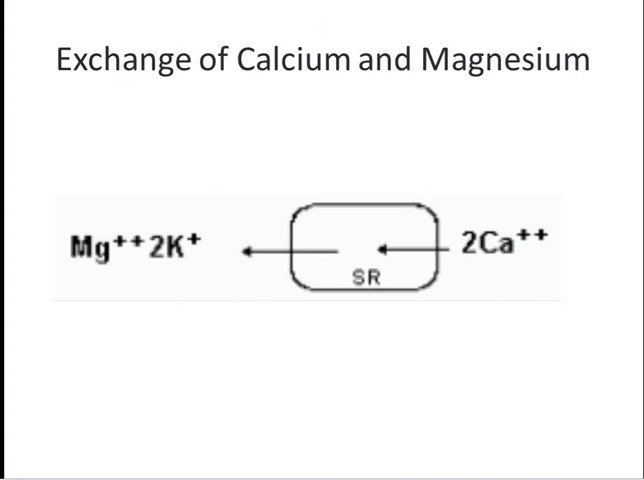 Exchange of Calcium and Magnesium
Mg⁺⁺2K⁺ 2Ca⁺⁺
SR